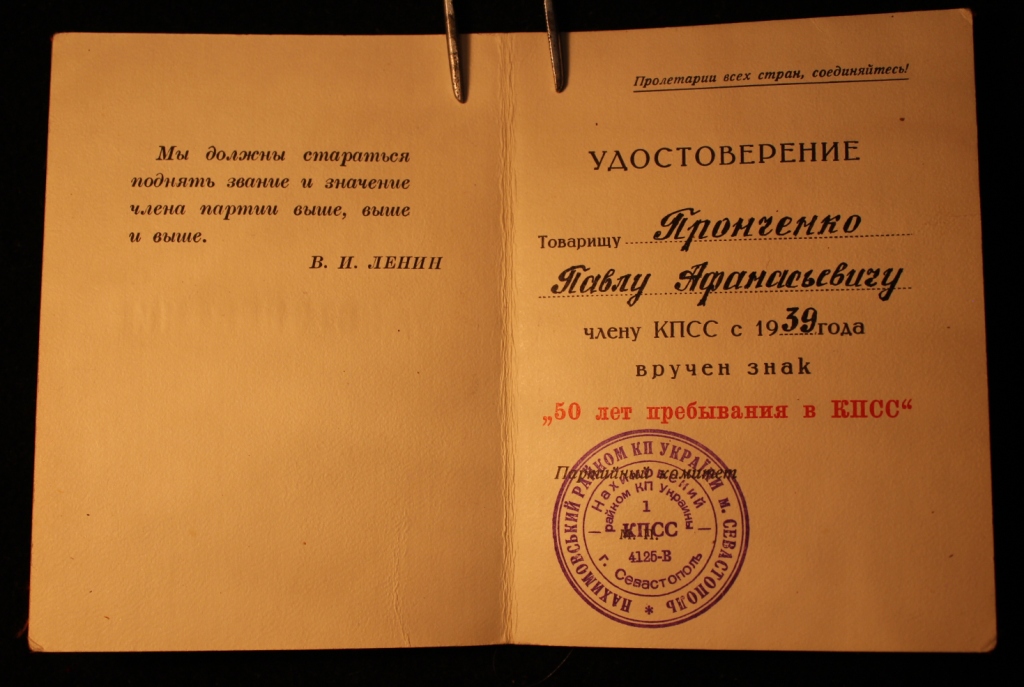 Мы должны стараться
поднять звание и значение
члена партии выше, выше
и выше.
В. И. ЛЕНИН
Пролетарии всех стран, соединяйтесь!
УДОСТОВЕРЕНИЕ
Товарищу Пронченко
Павлу Афанасьевичу
члену КПСС с 1939 года
вручен знак
„50 лет пребывания в КПСС“
Партийный комитет
М. П.
НАХИМОВСЬКИЙ РАЙКОМ КП УКРАЇНИ м. СЕВАСТОПОЛЬ *
Нахимовский
райком КП Украины
1
КПСС
4125-В
г. Севастополь